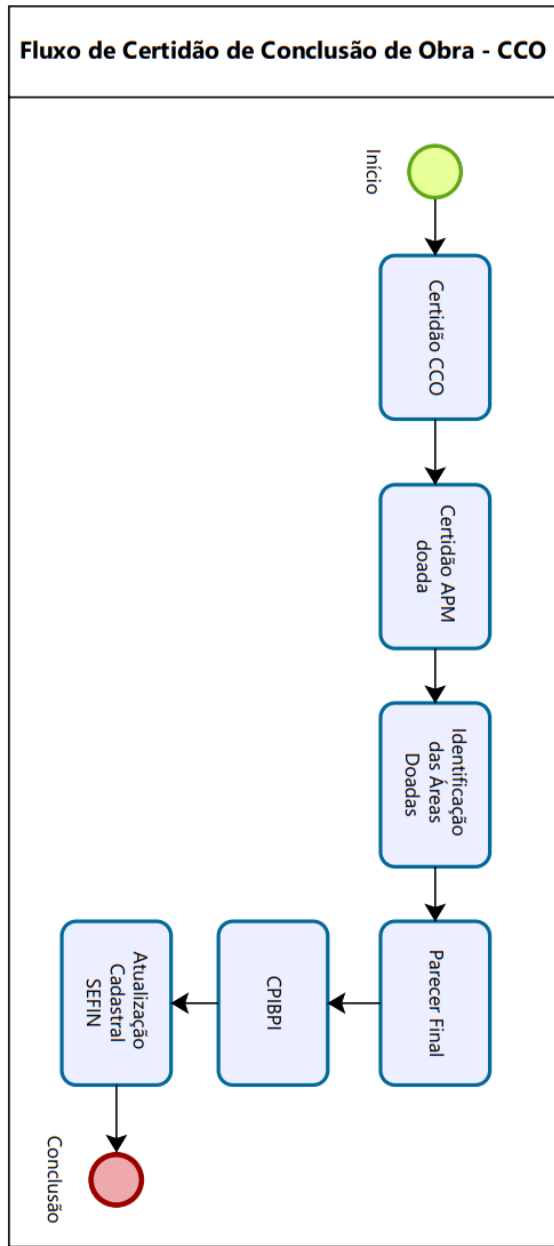 Fluxo de Certidão de Conclusão de Obra - CCO
Início
Certidão CCO
Certidão APM
doada
Identificação
das Áreas
Doadas
Parecer Final
CPIBPI
Atualização
Cadastral
SEFIN
Conclusão